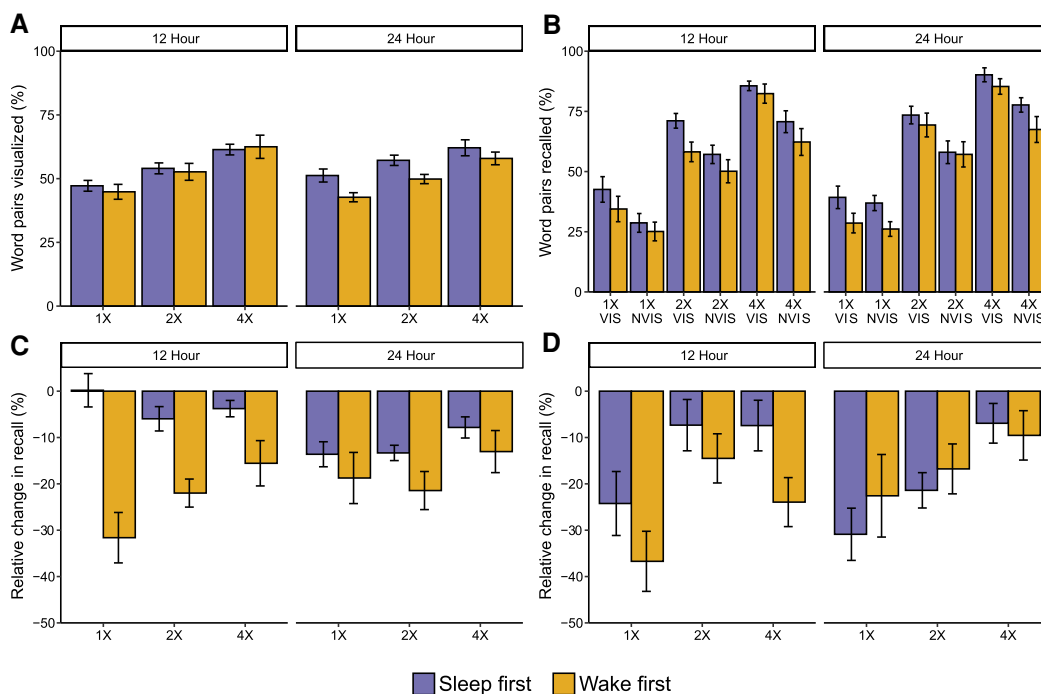 A
12 Hour
24 Hour
Word pairs visualized (%)
100
75
50
25
0
1X 2X 4X 1X 2X 4X
B
12 Hour
24 Hour
Word pairs recalled (%)
100
75
50
25
0
1X 1X 2X 2X 4X 4X 1X 1X 2X 2X 4X 4X
VIS NVIS VIS NVIS VIS NVIS VIS NVIS VIS NVIS VIS NVIS
C
12 Hour
24 Hour
Relative change in recall (%)
0
−10
−20
−30
−40
−50
1X 2X 4X 1X 2X 4X
D
12 Hour
24 Hour
Relative change in recall (%)
0
−10
−20
−30
−40
−50
1X 2X 4X 1X 2X 4X
Sleep first Wake first